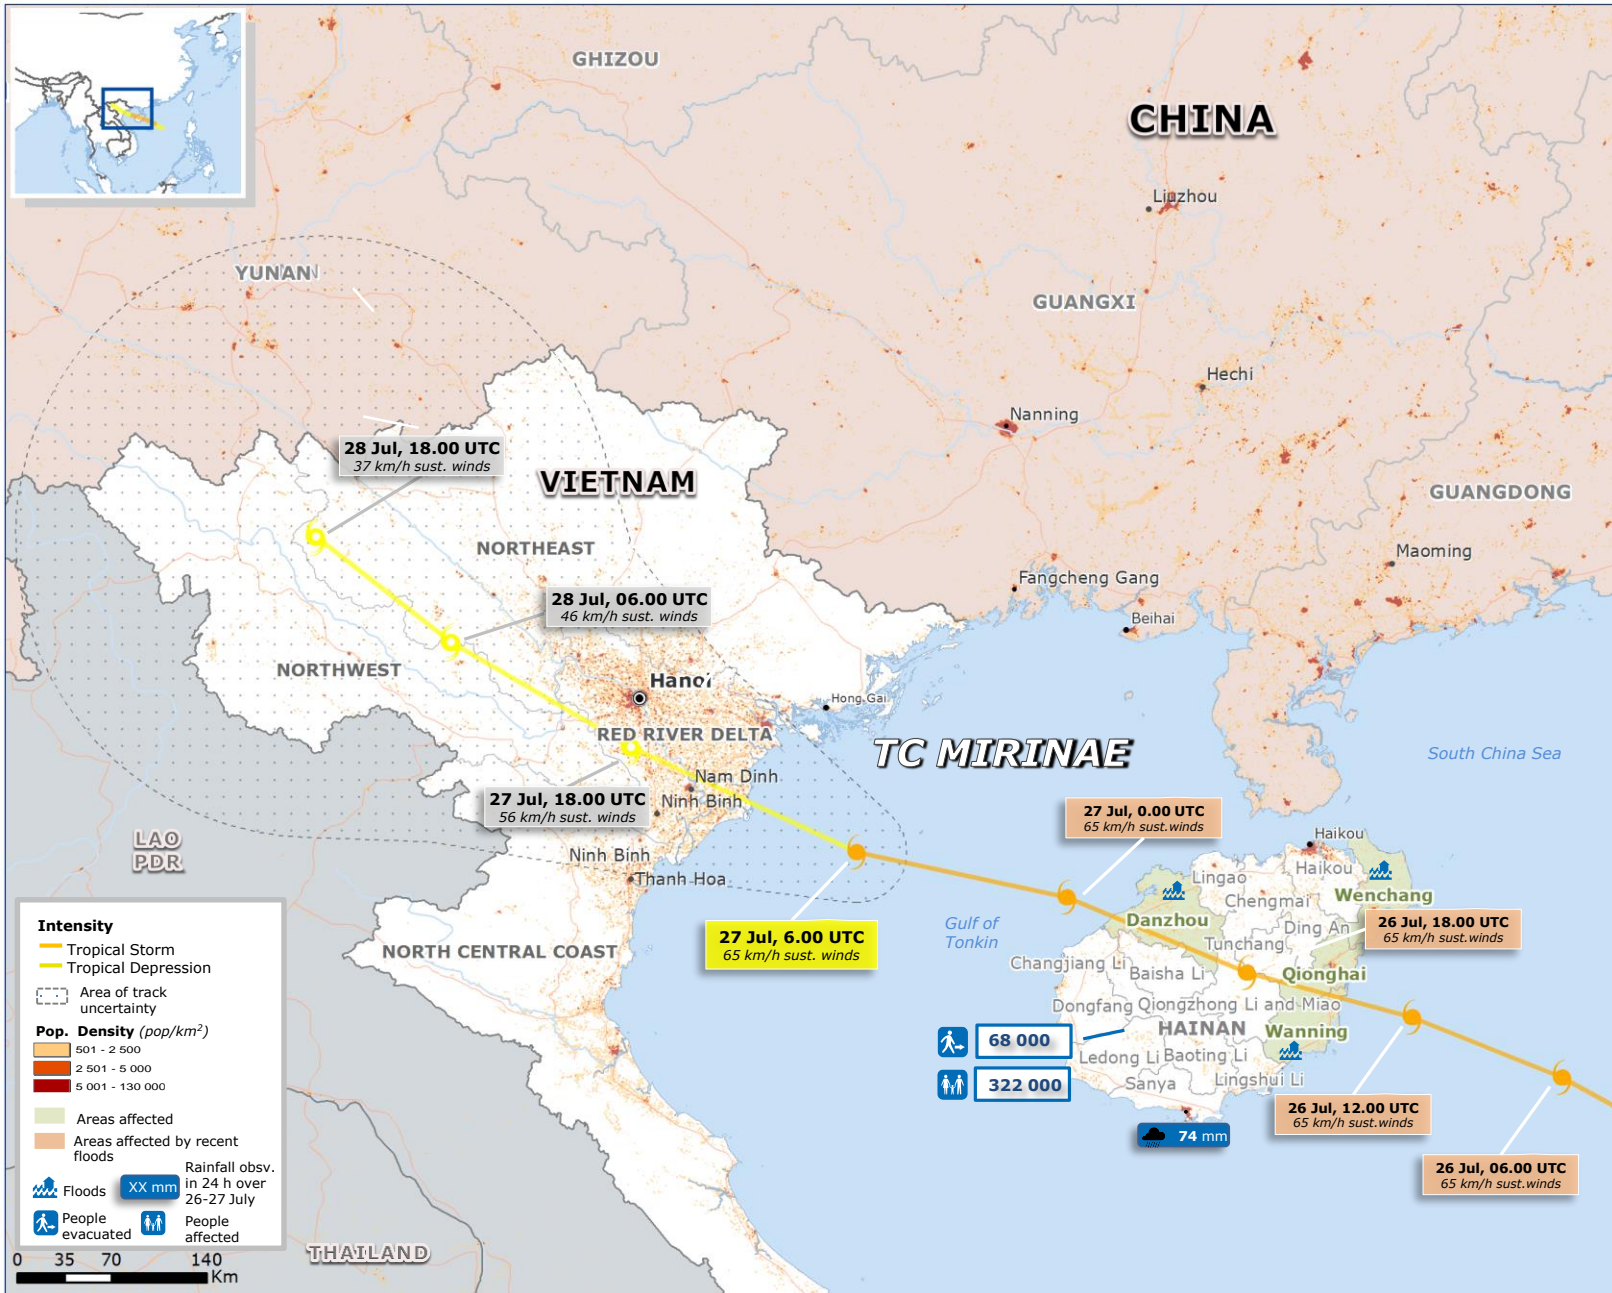 GHIZOU
CHINA
Liuzhou
YUNAN
GUANGXI
Hechi
Nanning
28 Jul, 18.00 UTC
37 km/h sust. winds
VIETNAM
GUANGDONG
NORTHEAST
Maoming
Fangcheng Gang
28 Jul, 06.00 UTC
46 km/h sust. winds
Beihai
NORTHWEST
Hanoi
Hong Gai
RED RIVER DELTA
TC MIRINAE
South China Sea
Nam Dinh
27 Jul, 18.00 UTC
56 km/h sust. winds
Ninh Binh
27 Jul, 0.00 UTC
65 km/h sust.winds
LAO
PDR
Ninh Binh
Thanh Hoa
Haikou
Haikou
Lingao
Chengmai
Wenchang
Danzhou
Ding An
26 Jul, 18.00 UTC
65 km/h sust.winds
27 Jul, 6.00 UTC
65 km/h sust. winds
Gulf of
Tonkin
Tunchang
NORTH CENTRAL COAST
Changjiang Li
Baisha Li
Qionghai
Dongfang
Qiongzhong Li and Miao
HAINAN
Wanning
68 000
Ledong Li
Baoting Li
322 000
Sanya
Lingshui Li
26 Jul, 12.00 UTC
65 km/h sust.winds
74 mm
26 Jul, 06.00 UTC
65 km/h sust.winds
Intensity
Tropical Storm
Tropical Depression
Area of track
uncertainty
Pop. Density (pop/km²)
501 - 2 500
2 501 - 5 000
5 001 - 130 000
Areas affected
Areas affected by recent
floods
Floods
XX mm
Rainfall obsv.
in 24 h over
26-27 July
People
evacuated
People
affected
THAILAND
0 35 70 140
Km